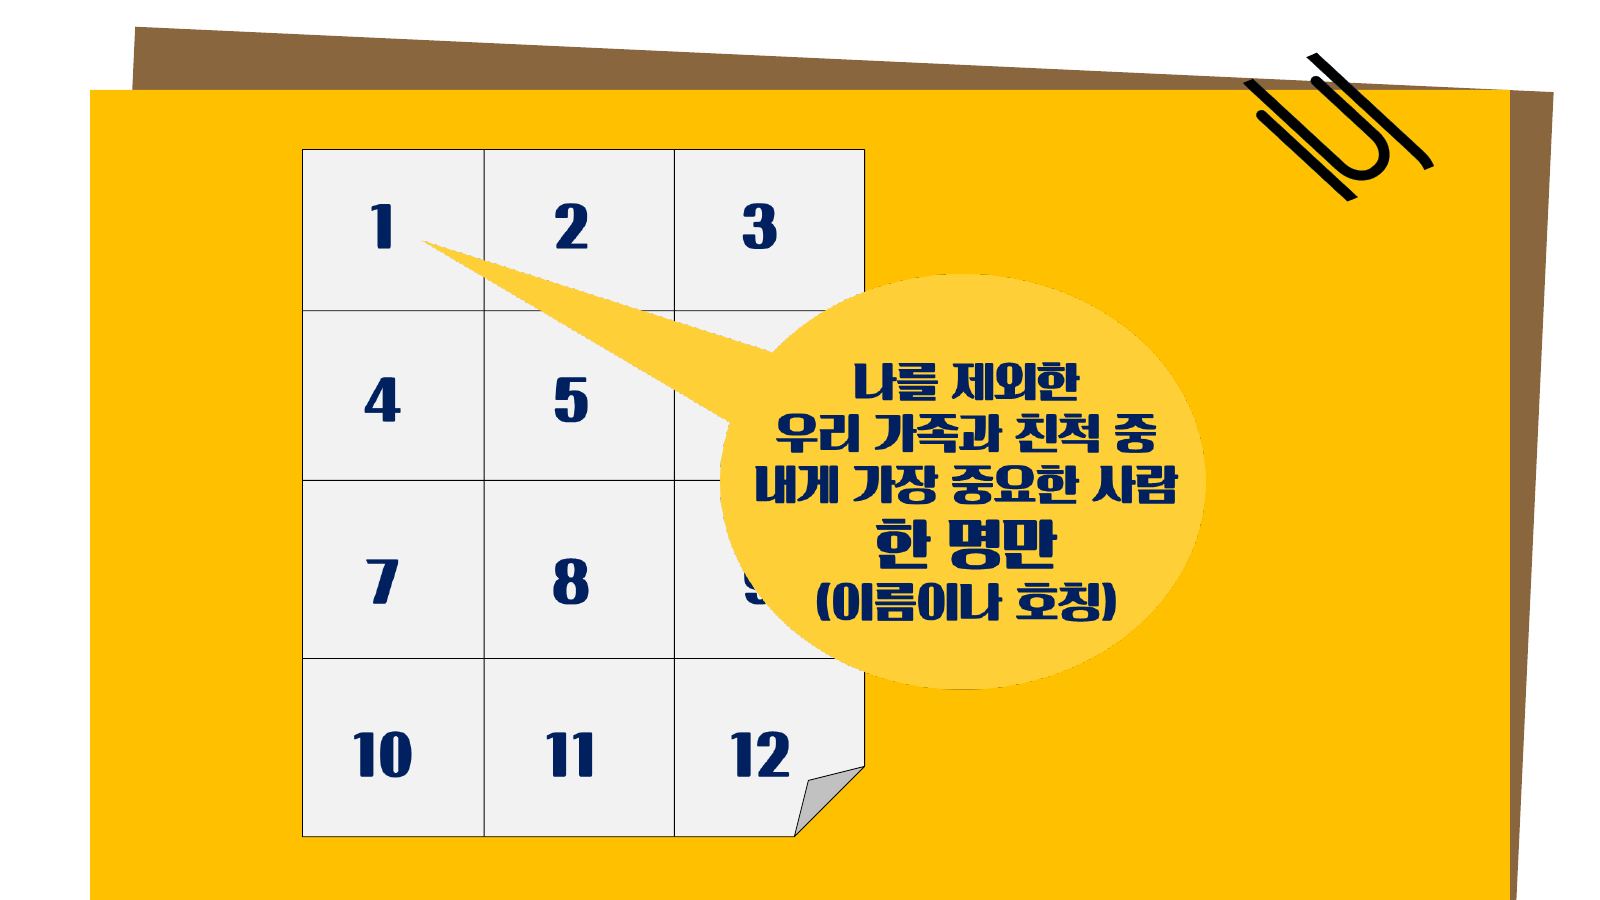 1 2 3
4 5
7 8
10 11 12
나를 제외한
우리 가족과 친척 중
내게 가장 중요한 사람
한 명만
(이름이나 호칭)